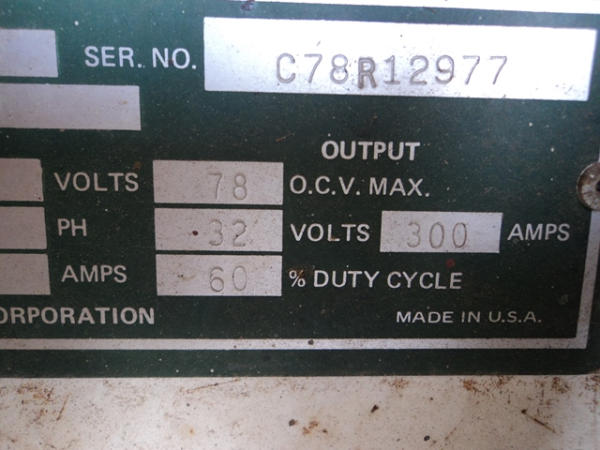 SER. NO. C78R12977
OUTPUT
VOLTS 78 O.C.V. MAX.
PH 32 VOLTS 300 AMPS
AMPS 60 % DUTY CYCLE
ORPORATION MADE IN U.S.A.